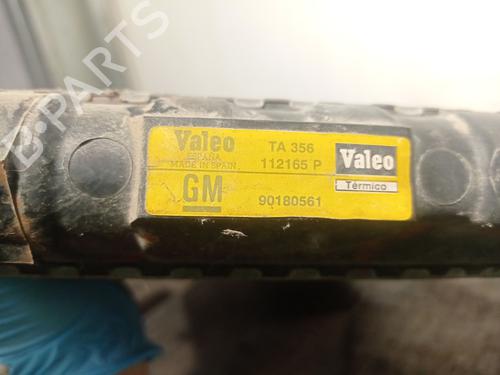 B-PARTS
Valeo
ESPAÑA
MADE IN SPAIN
TA 356
112165 P
Valeo
Térmico
GM
90180561